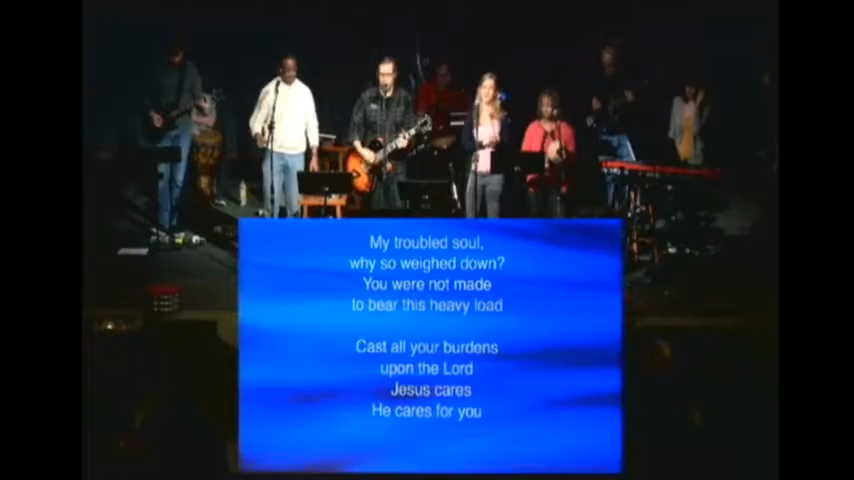 My troubled soul,
why so weighed down?
You were not made
to bear this heavy load
Cast all your burdens
upon the Lord
Jesus cares
He cares for you